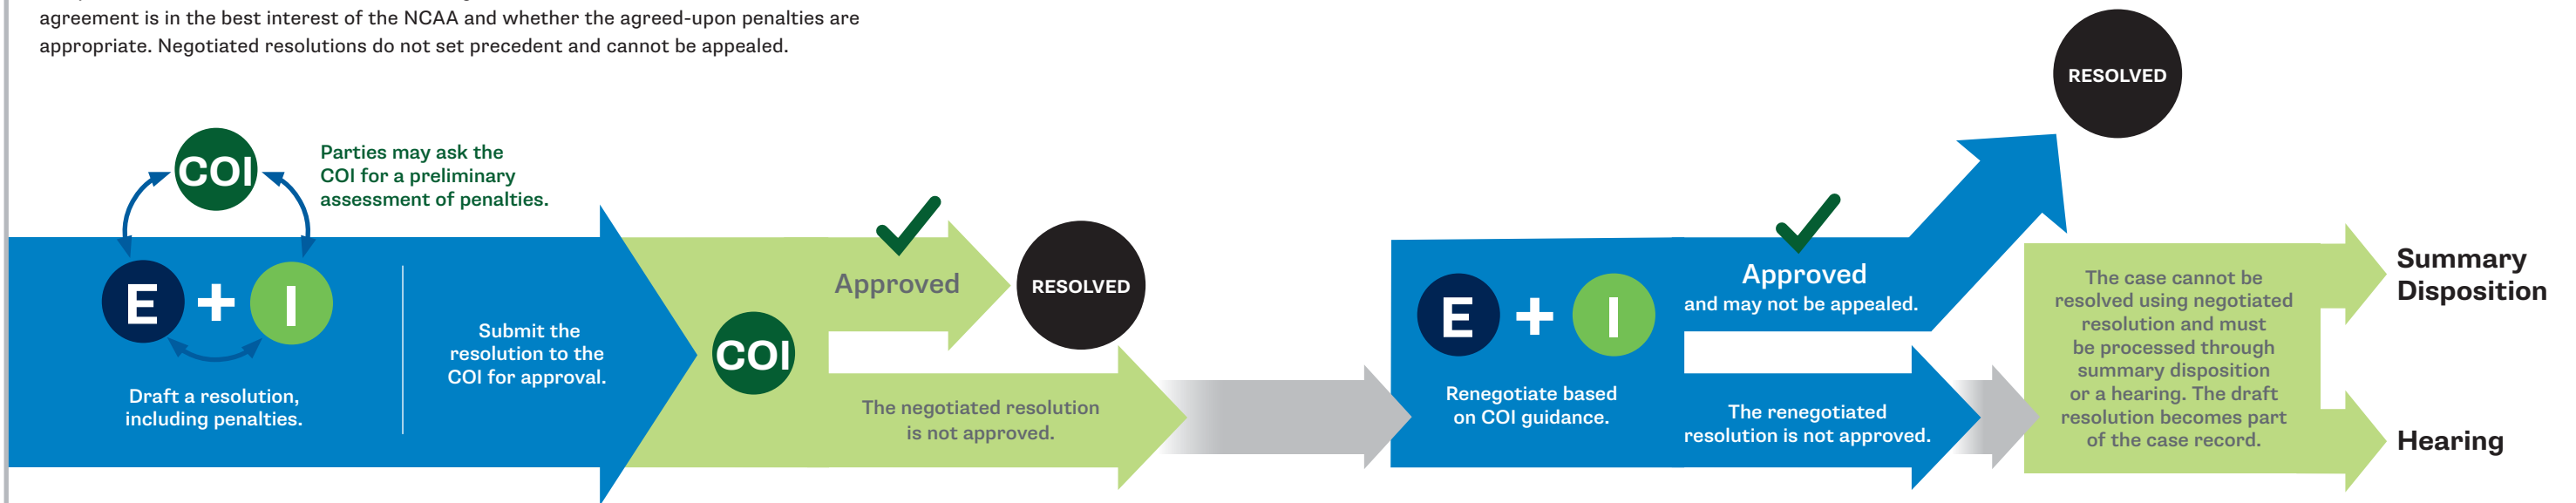 agreement is in the best interest of the NCAA and whether the agreed-upon penalties are
appropriate. Negotiated resolutions do not set precedent and cannot be appealed.
COI
Parties may ask the
COI for a preliminary
assessment of penalties.
E + I
Draft a resolution,
including penalties.
Submit the
resolution to the
COI for approval.
COI
Approved
RESOLVED
The negotiated resolution
is not approved.
E + I
Renegotiate based
on COI guidance.
Approved
and may not be appealed.
RESOLVED
The renegotiated
resolution is not approved.
The case cannot be
resolved using negotiated
resolution and must
be processed through
summary disposition
or a hearing. The draft
resolution becomes part
of the case record.
Summary
Disposition
Hearing